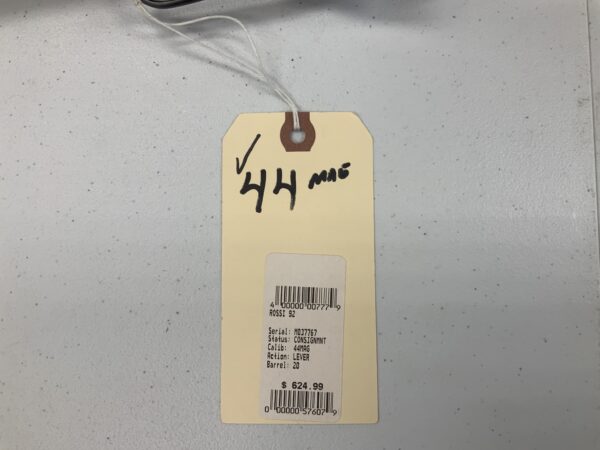 ✓
44 MAG
4 00000 00777 9
ROSSI 92
Serial: M037767
Status: CONSIGNMNT
Calib: 44MAG
Action: LEVER
Barrel: 20
$ 624.99
0 00000 57607 9